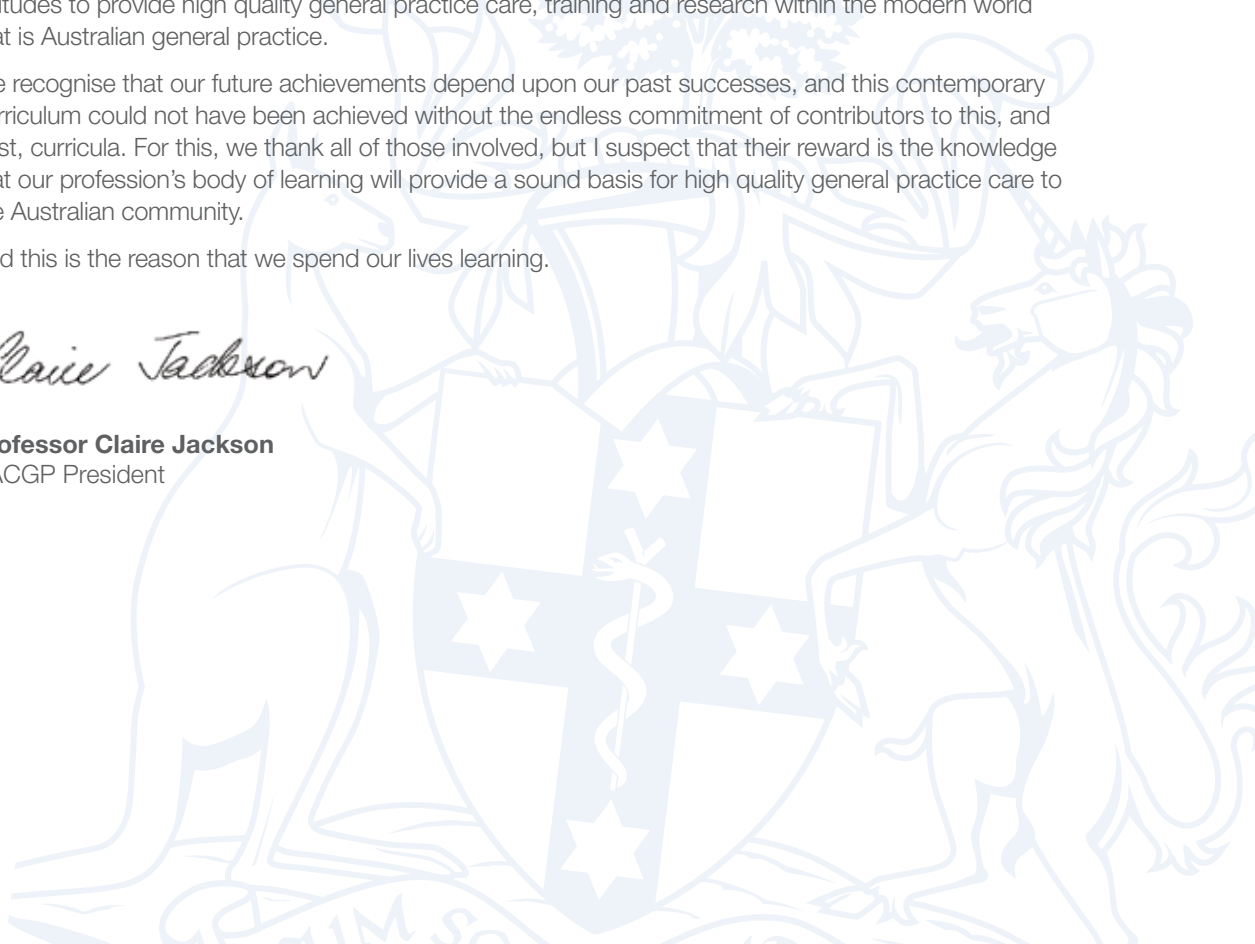 itudes to provide high quality general practice care, training and research within the modern world
at is Australian general practice.
e recognise that our future achievements depend upon our past successes, and this contemporary
rriculum could not have been achieved without the endless commitment of contributors to this, and
st, curricula. For this, we thank all of those involved, but I suspect that their reward is the knowledge
at our profession’s body of learning will provide a sound basis for high quality general practice care to
e Australian community.
d this is the reason that we spend our lives learning.
Claire Jackson
ofessor Claire Jackson
ACGP President